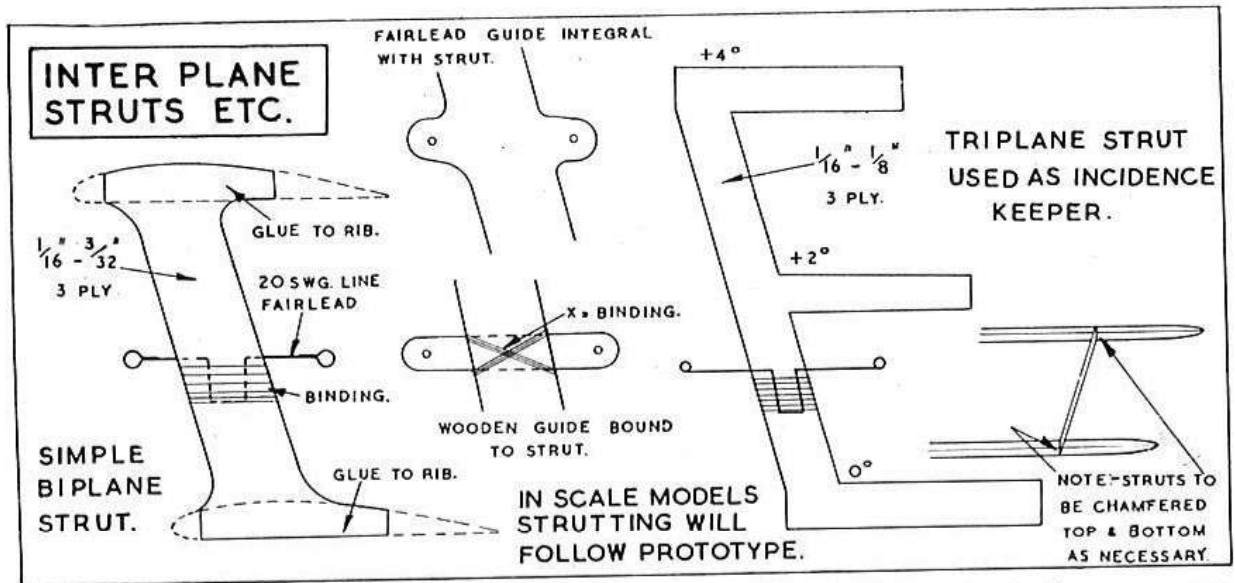 INTER PLANE
STRUTS ETC.
FAIRLEAD GUIDE INTEGRAL
WITH STRUT.
GLUE TO RIB.
1/16" - 3/32"
3 PLY
20 SWG. LINE
FAIRLEAD
BINDING.
SIMPLE
BIPLANE
STRUT.
GLUE TO RIB.
X = BINDING.
WOODEN GUIDE BOUND
TO STRUT.
IN SCALE MODELS
STRUTTING WILL
FOLLOW PROTOTYPE.
+4°
1/16" - 1/8"
3 PLY.
+2°
0°
TRIPLANE STRUT
USED AS INCIDENCE
KEEPER.
NOTE:-STRUTS TO
BE CHAMFERED
TOP & BOTTOM
AS NECESSARY.